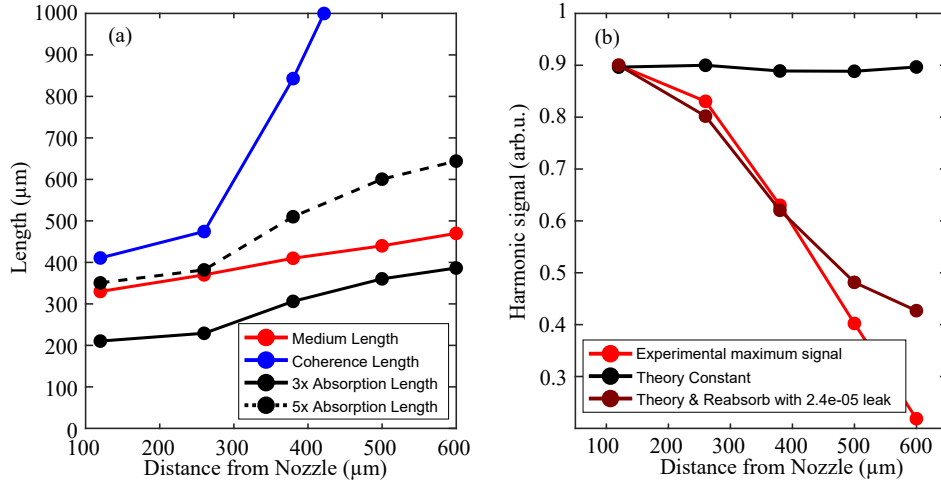 (a)
1000
900
800
700
600
500
400
300
200
100
0
Length (µm)
100
200
300
400
500
600
Distance from Nozzle (µm)
Medium Length
Coherence Length
3x Absorption Length
5x Absorption Length
(b)
1
0.9
0.8
0.7
0.6
0.5
0.4
0.3
Harmonic signal (arb.u.)
100
200
300
400
500
600
Distance from Nozzle (µm)
Experimental maximum signal
Theory Constant
Theory & Reabsorb with 2.4e-05 leak